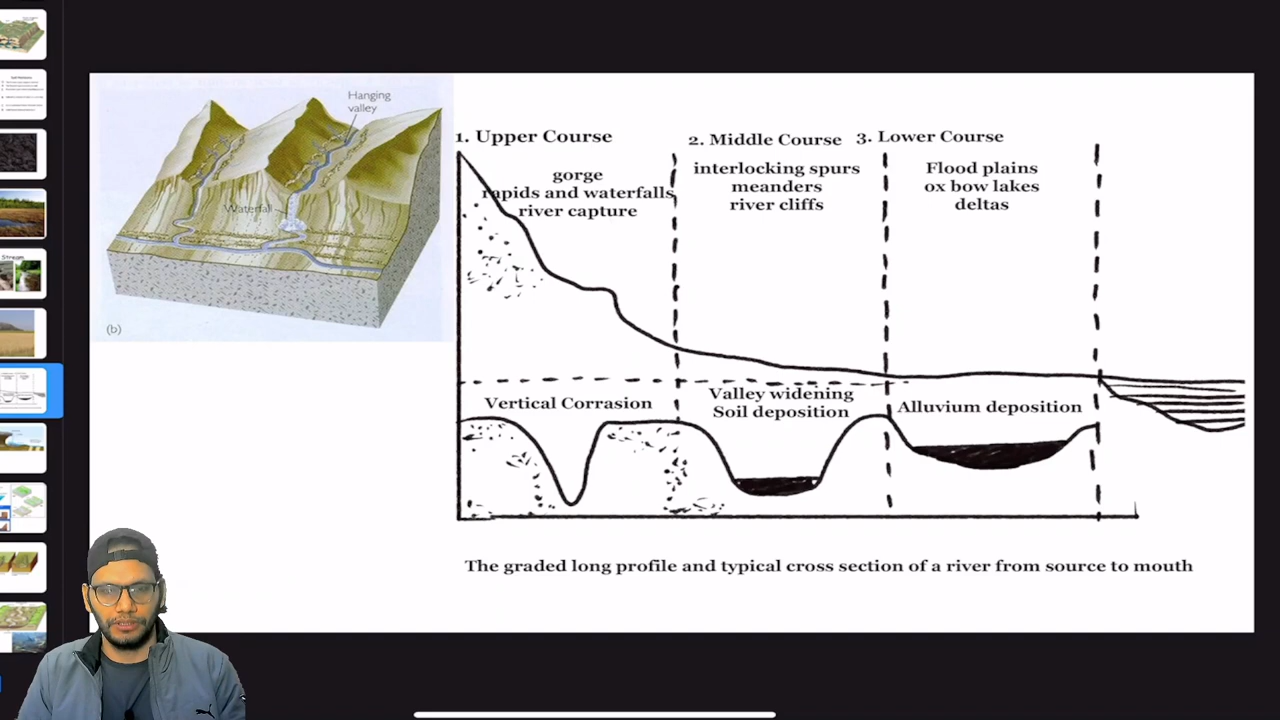 Hanging
valley
Waterfall
(b)
1. Upper Course
gorge
rapids and waterfalls
river capture
2. Middle Course
interlocking spurs
meanders
river cliffs
3. Lower Course
Flood plains
ox bow lakes
deltas
Vertical Corrasion
Valley widening
Soil deposition
Alluvium deposition
The graded long profile and typical cross section of a river from source to mouth
Stream